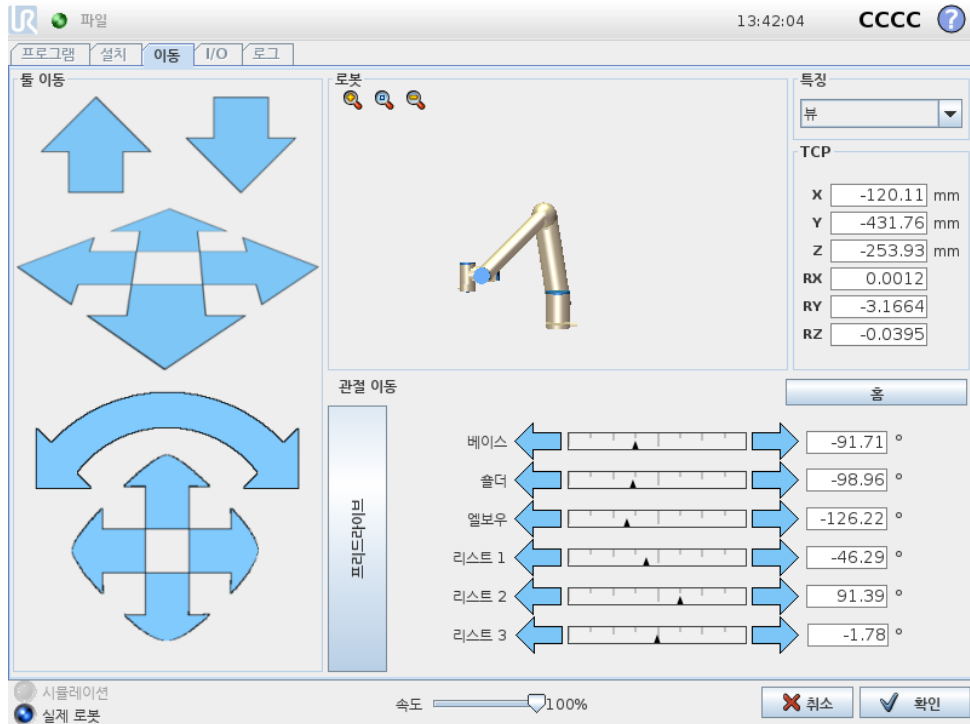 UR 파일 13:42:04 CCCC ?
프로그램 설치 이동 I/O 로그
툴 이동
로봇
특징
뷰
TCP
X -120.11 mm
Y -431.76 mm
Z -253.93 mm
RX 0.0012
RY -3.1664
RZ -0.0395
관절 이동
홈
프리드라이브
베이스 -91.71 °
숄더 -98.96 °
엘보우 -126.22 °
리스트 1 -46.29 °
리스트 2 91.39 °
리스트 3 -1.78 °
시뮬레이션
실제 로봇
속도 100%
취소 확인